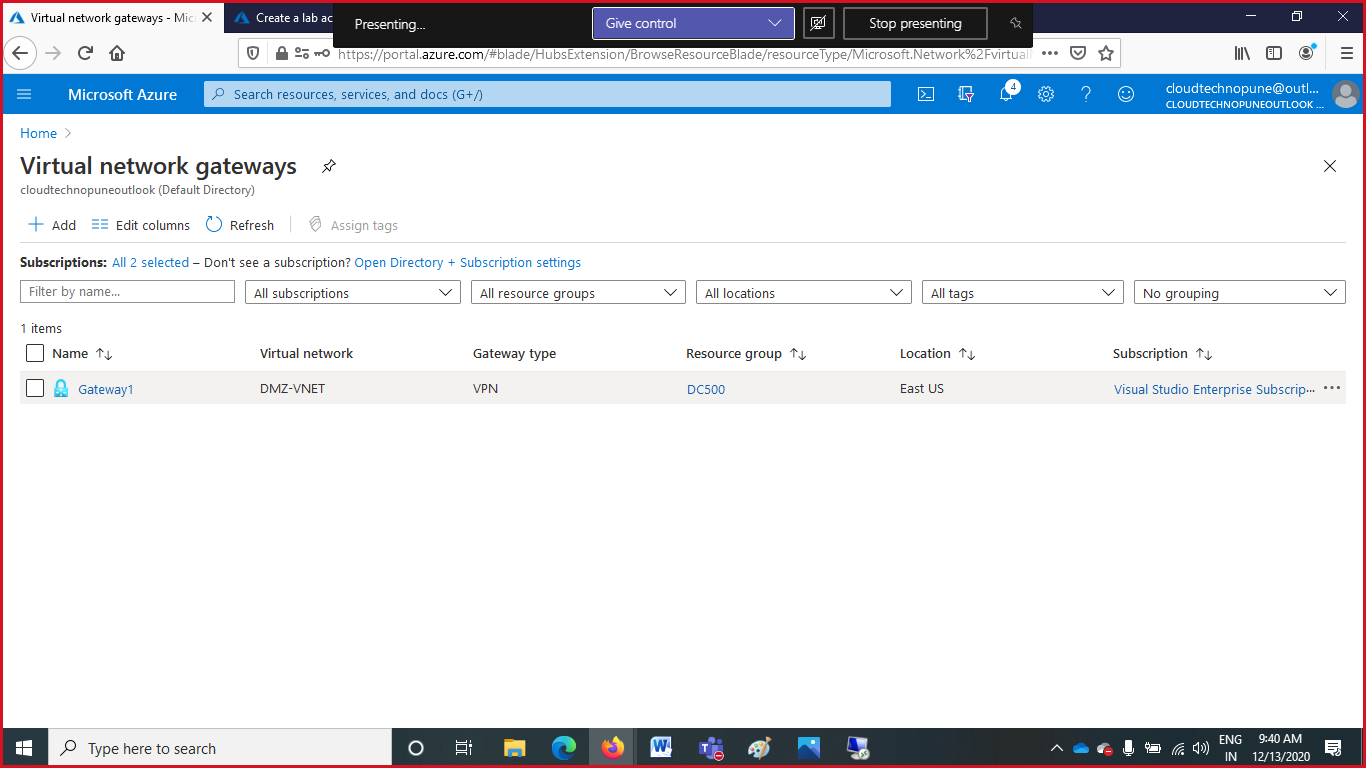 Virtual network gateways - Mic
Create a lab ac
Presenting...
Give control
Stop presenting
https://portal.azure.com/#blade/HubsExtension/BrowseResourceBlade/resourceType/Microsoft.Network%2Fvirtual
Microsoft Azure
Search resources, services, and docs (G+/)
4
cloudtechnopune@outl...
CLOUDTECHNOPUNEOUTLOOK ...
Home
Virtual network gateways
cloudtechnopuneoutlook (Default Directory)
Add
Edit columns
Refresh
Assign tags
Subscriptions: All 2 selected – Don't see a subscription? Open Directory + Subscription settings
Filter by name...
All subscriptions
All resource groups
All locations
All tags
No grouping
1 items
Name Virtual network Gateway type Resource group Location Subscription
Gateway1 DMZ-VNET VPN DC500 East US Visual Studio Enterprise Subscrip...
Type here to search
ENG
IN
9:40 AM
12/13/2020